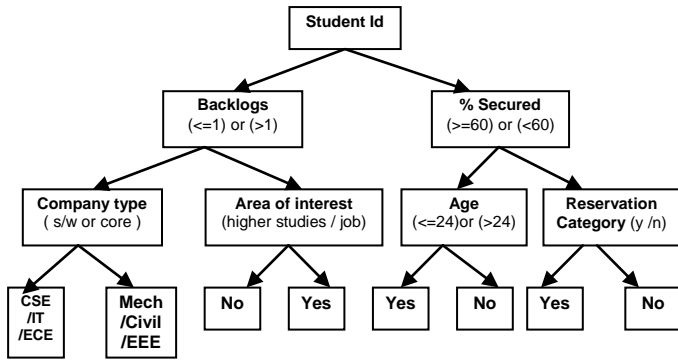 Student Id
Backlogs
(<=1) or (>1)
% Secured
(>=60) or (<60)
Company type
( s/w or core )
Area of interest
(higher studies / job)
Age
(<=24)or (>24)
Reservation
Category (y /n)
CSE
/IT
/ECE
Mech
/Civil
/EEE
No
Yes
Yes
No
Yes
No